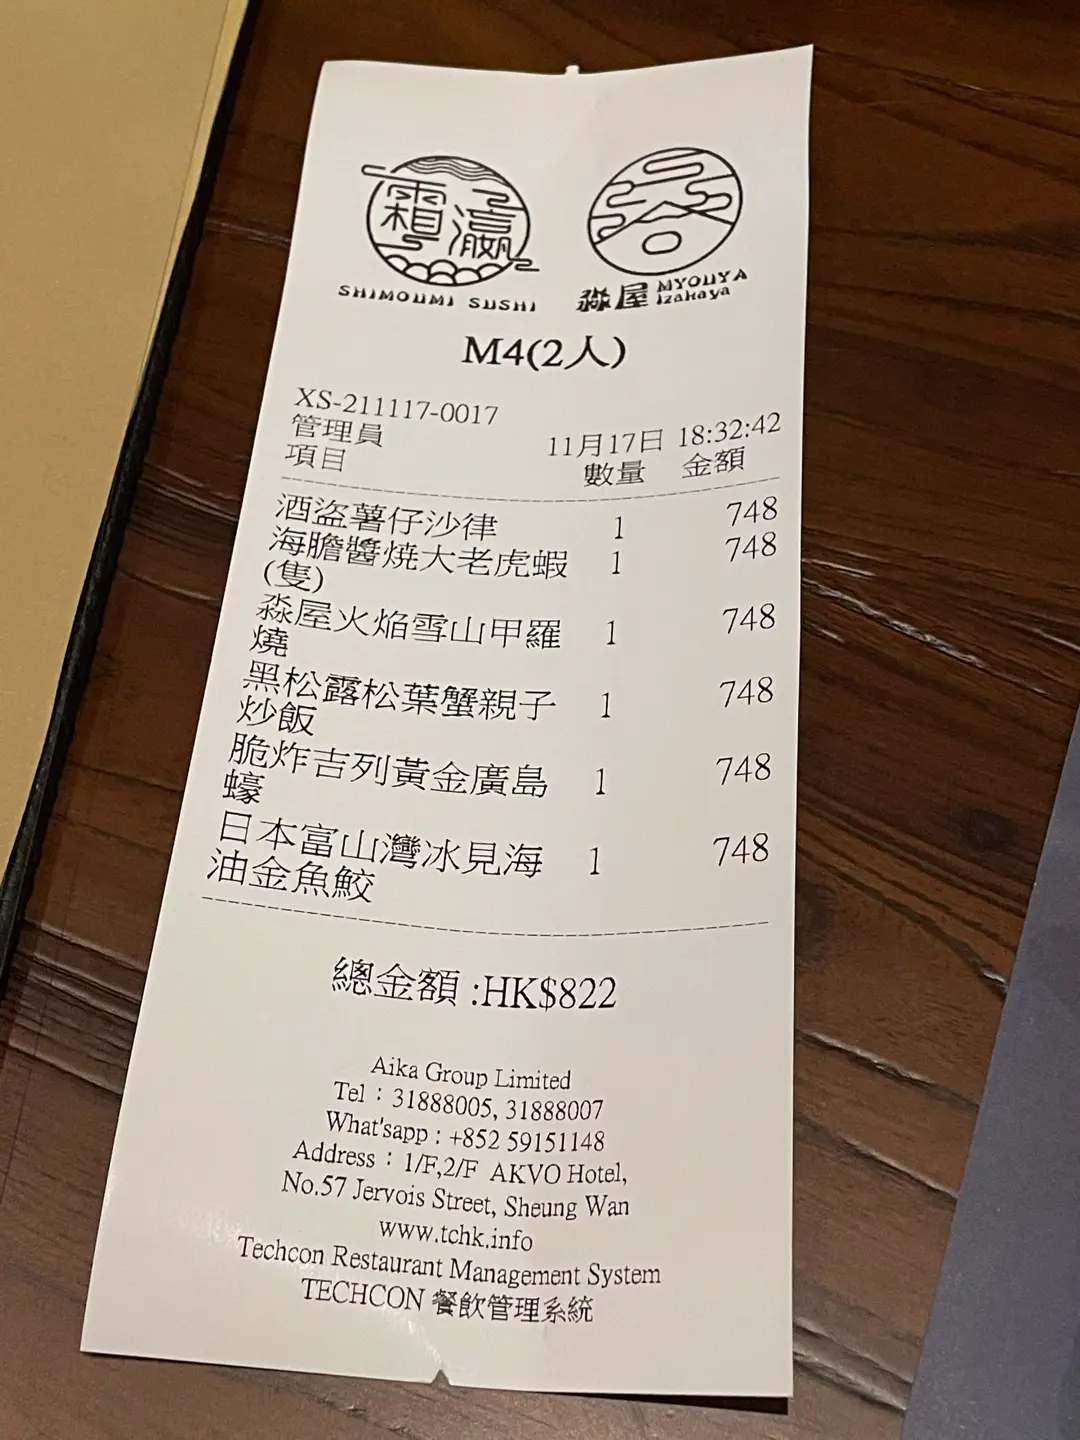 霜瀛
SHIMOUMI SUSHI
淼屋 MYOUYA
Izakaya
M4(2人)
XS-211117-0017
管理員 11月17日 18:32:42
項目 數量 金額
酒盜薯仔沙律 1 748
海膽醬燒大老虎蝦 1 748
(隻)
淼屋火焰雪山甲羅 1 748
燒
黑松露松葉蟹親子 1 748
炒飯
脆炸吉列黃金廣島 1 748
蠔
日本富山灣冰見海 1 748
油金魚鮫
總金額 :HK$822
Aika Group Limited
Tel：31888005, 31888007
What'sapp : +852 59151148
Address：1/F,2/F AKVO Hotel,
No.57 Jervois Street, Sheung Wan
www.tchk.info
Techcon Restaurant Management System
TECHCON 餐飲管理系統